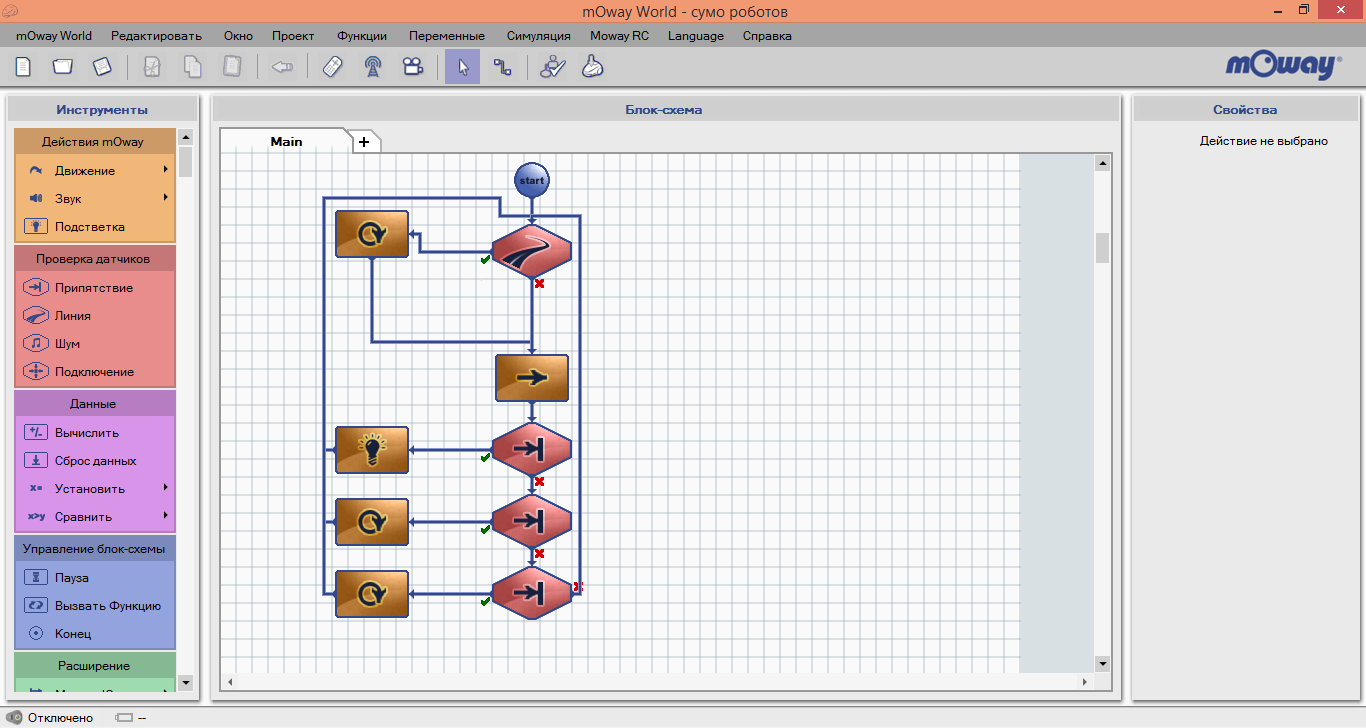 mOway World - сумо роботов
mOway World Редактировать Окно Проект Функции Переменные Симуляция Moway RC Language Справка
mOway
Инструменты
Действия mOway
Движение
Звук
Подстветка
Проверка датчиков
Припятствие
Линия
Шум
Подключение
Данные
+/- Вычислить
Сброс данных
x= Установить
x>y Сравнить
Управление блок-схемы
Пауза
Вызвать Функцию
Конец
Расширение
Блок-схема
Main +
start
Свойства
Действие не выбрано
Отключено --